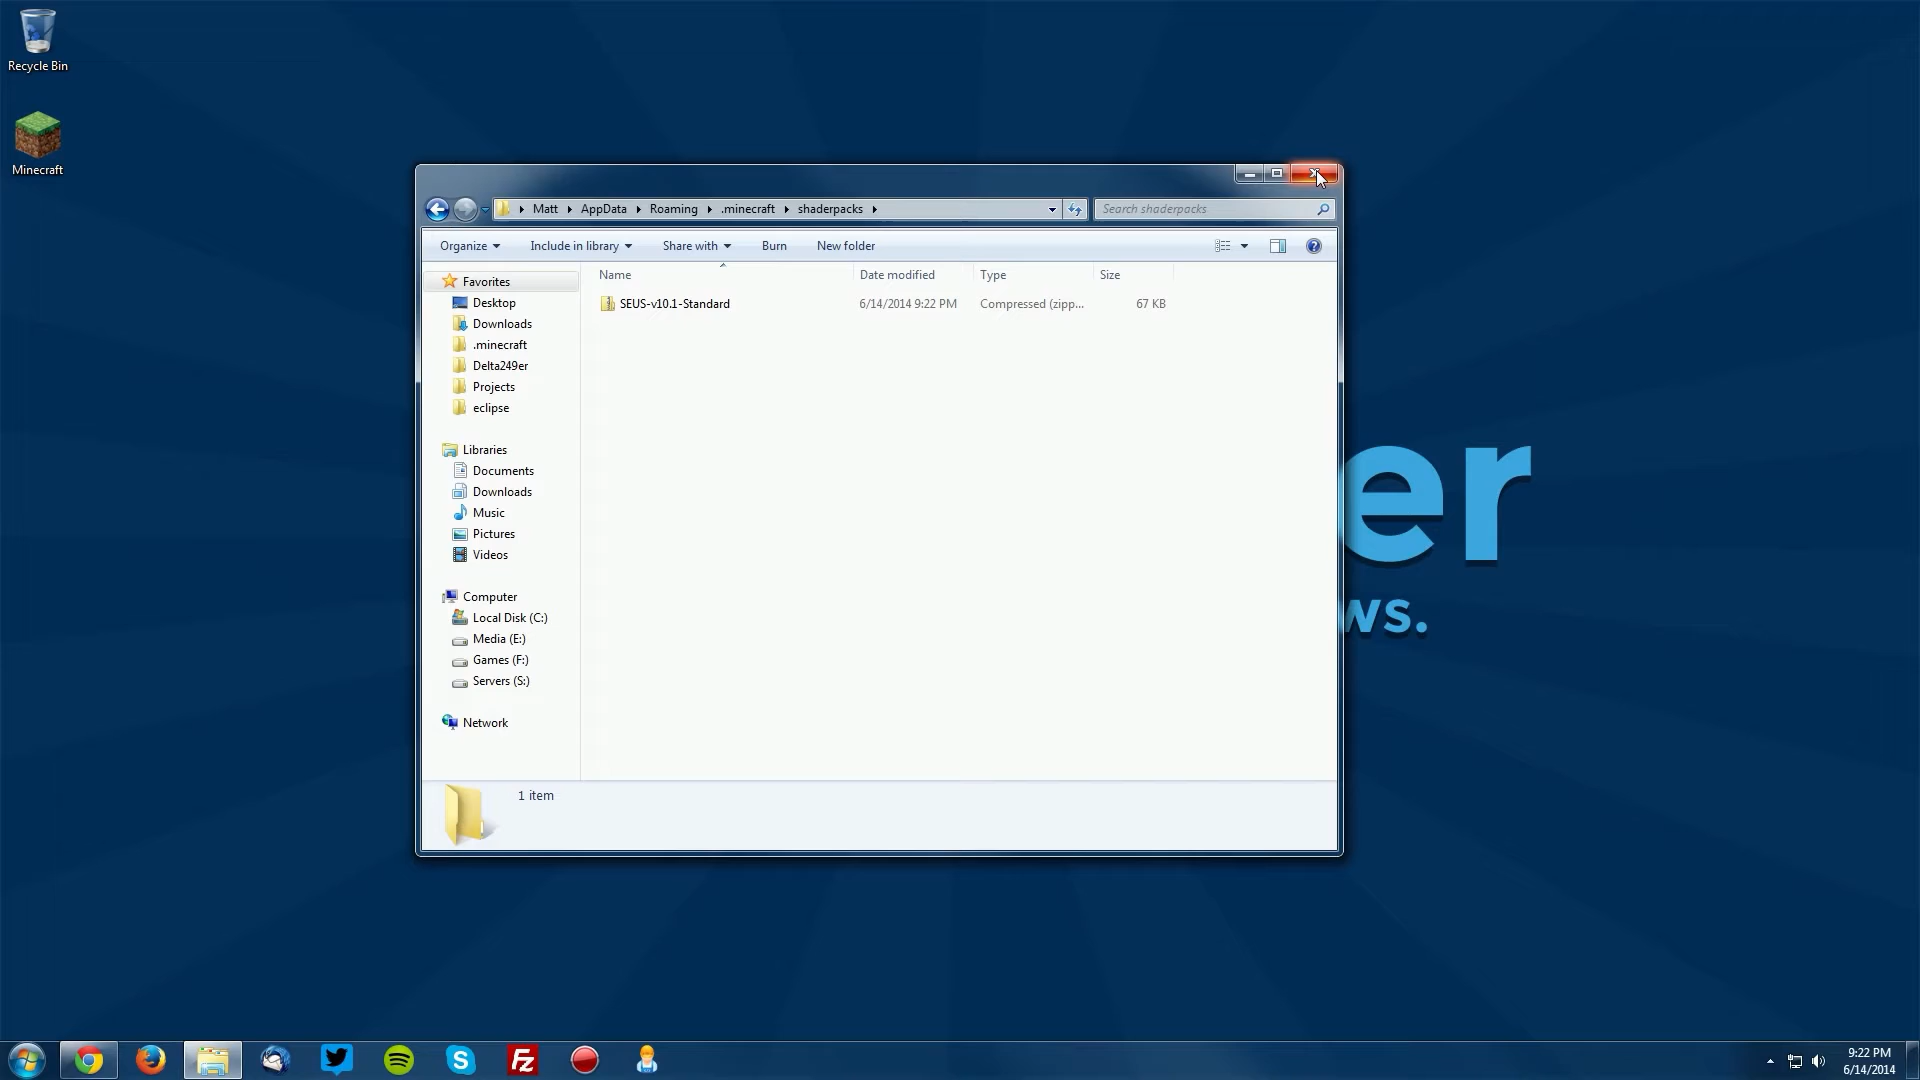 Recycle Bin
Minecraft
Matt AppData Roaming .minecraft shaderpacks
Search shaderpacks
Organize Include in library Share with Burn New folder
Name Date modified Type Size
SEUS-v10.1-Standard 6/14/2014 9:22 PM Compressed (zipp... 67 KB
Favorites
Desktop
Downloads
.minecraft
Delta249er
Projects
eclipse
Libraries
Documents
Downloads
Music
Pictures
Videos
Computer
Local Disk (C:)
Media (E:)
Games (F:)
Servers (S:)
Network
1 item
er
ws.
9:22 PM
6/14/2014